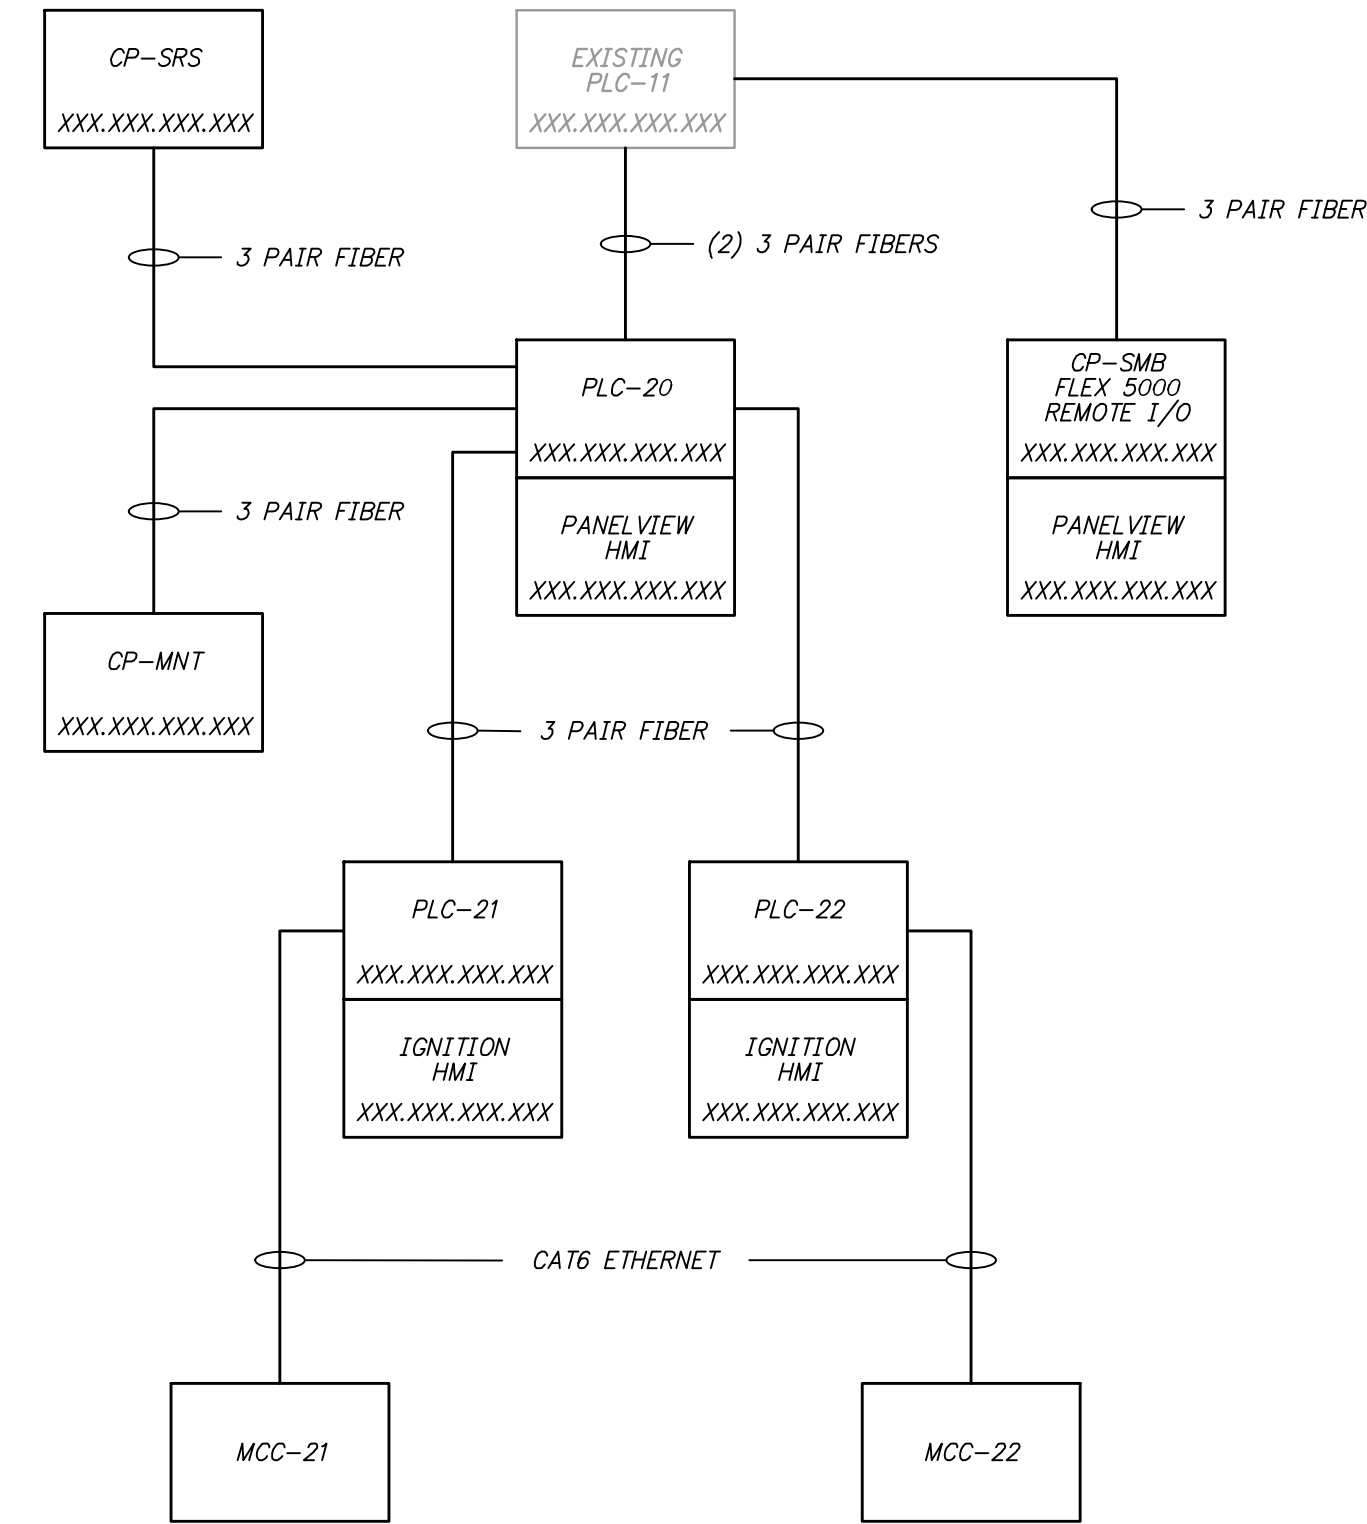 CP-SRS
XXX.XXX.XXX.XXX
EXISTING
PLC-11
XXX.XXX.XXX.XXX
3 PAIR FIBER
(2) 3 PAIR FIBERS
3 PAIR FIBER
PLC-20
XXX.XXX.XXX.XXX
PANELVIEW
HMI
XXX.XXX.XXX.XXX
CP-SMB
FLEX 5000
REMOTE I/O
XXX.XXX.XXX.XXX
PANELVIEW
HMI
XXX.XXX.XXX.XXX
3 PAIR FIBER
CP-MNT
XXX.XXX.XXX.XXX
3 PAIR FIBER
PLC-21
XXX.XXX.XXX.XXX
IGNITION
HMI
XXX.XXX.XXX.XXX
PLC-22
XXX.XXX.XXX.XXX
IGNITION
HMI
XXX.XXX.XXX.XXX
CAT6 ETHERNET
MCC-21
MCC-22